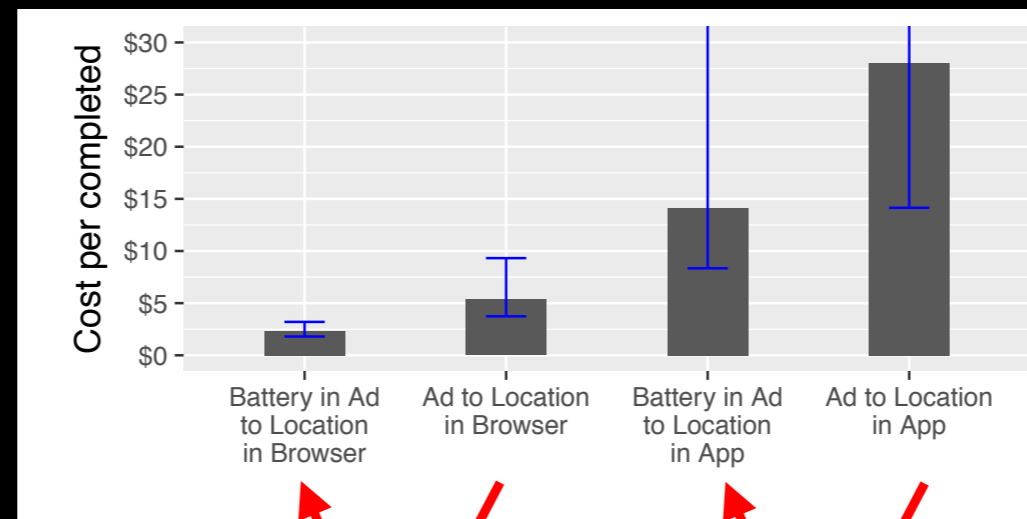 Cost per completed
$30
$25
$20
$15
$10
$5
$0
Battery in Ad
to Location
in Browser
Ad to Location
in Browser
Battery in Ad
to Location
in App
Ad to Location
in App